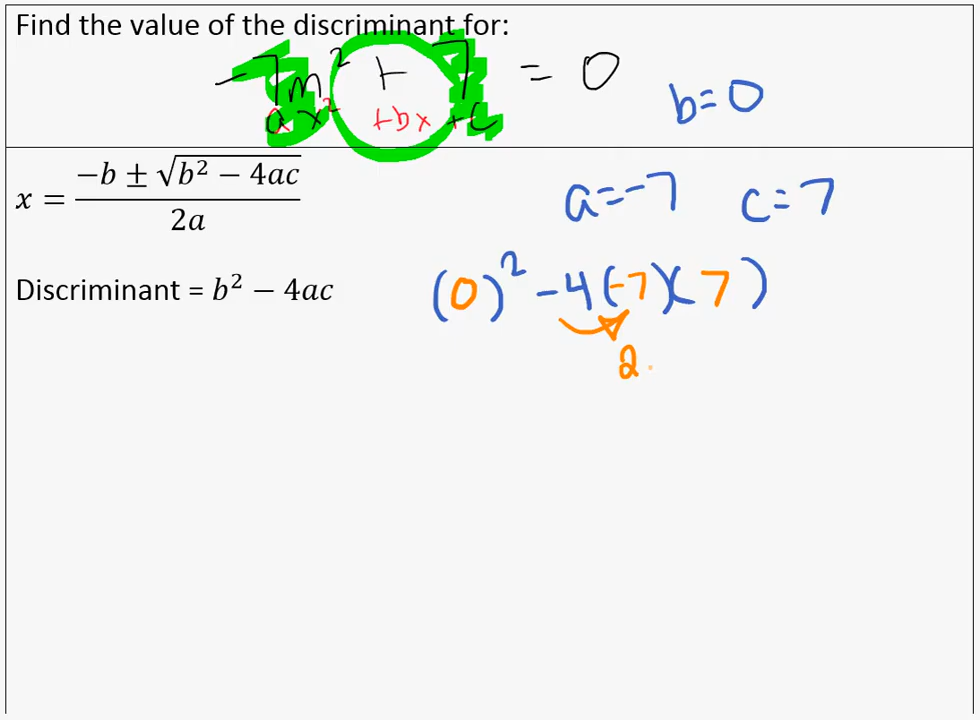 Find the value of the discriminant for:
-7m² + 7 = 0
ax² +bx +c
b=0
x = (-b ± √(b² − 4ac)) / 2a
a=-7 c=7
Discriminant = b² − 4ac
(0)² -4(-7)(7)
2